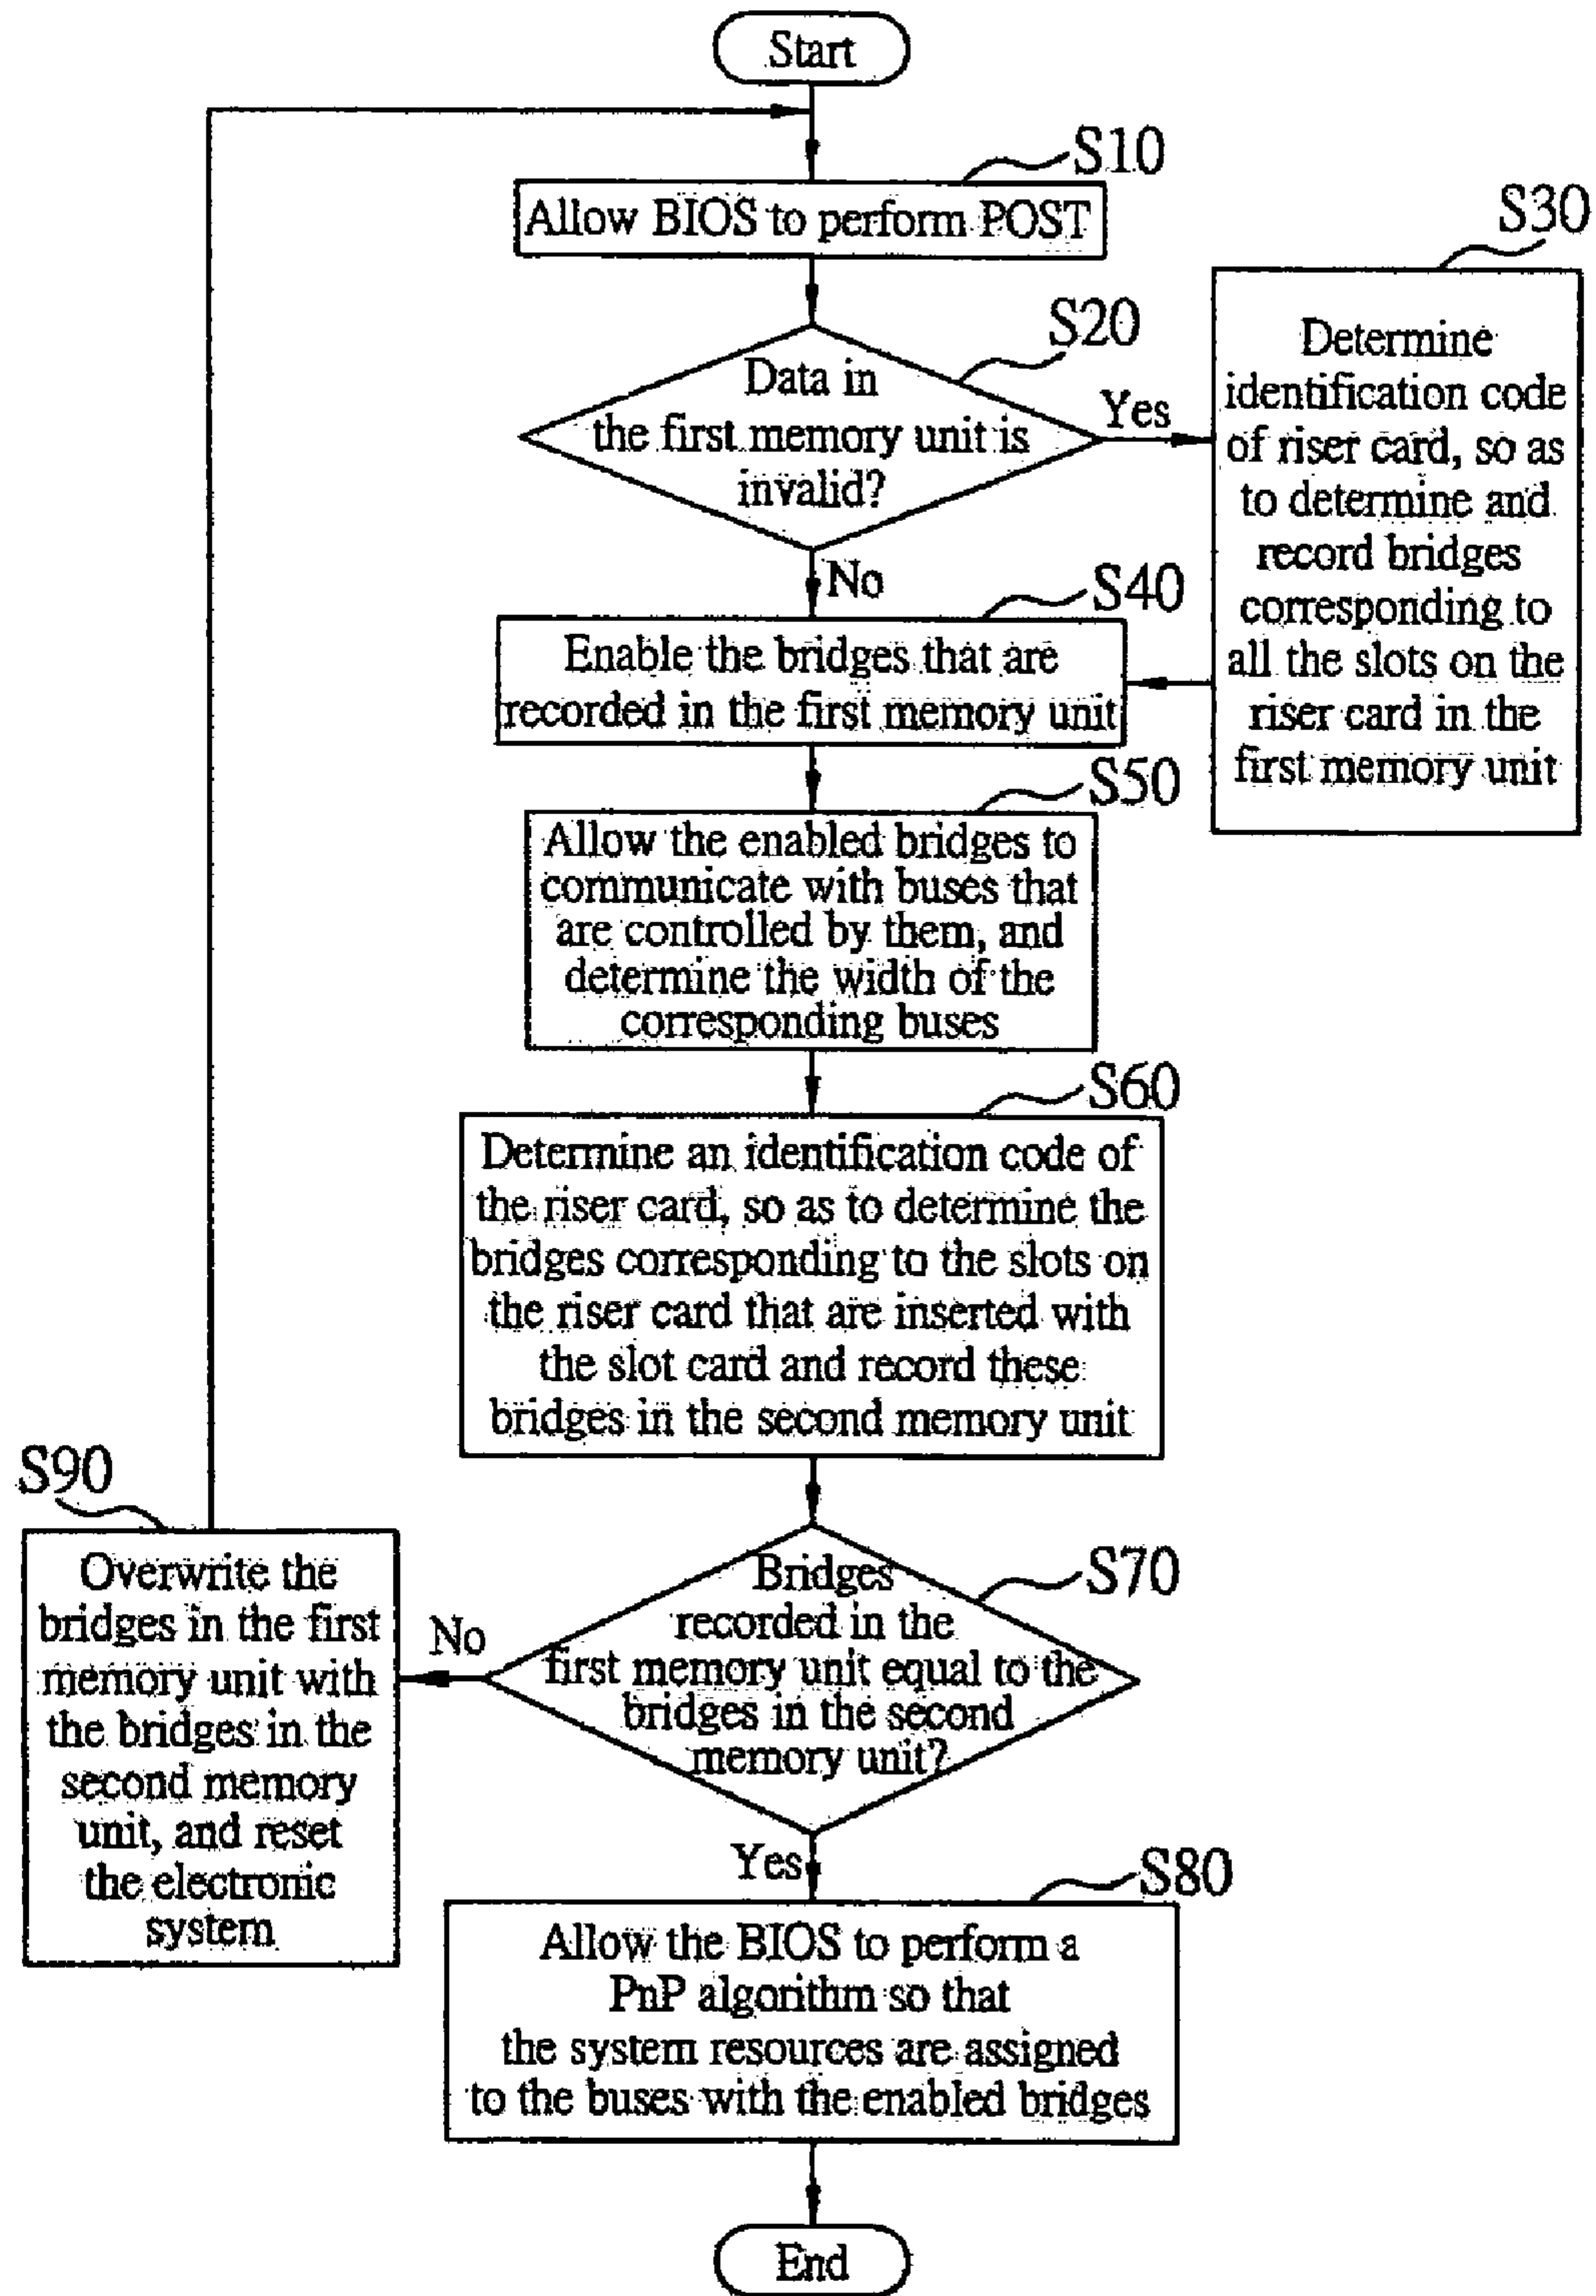 Start
S10
Allow BIOS to perform POST
S20
Data in
the first memory unit is
invalid?
Yes
No
S30
Determine
identification code
of riser card, so as
to determine and
record bridges
corresponding to
all the slots on the
riser card in the
first memory unit
S40
Enable the bridges that are
recorded in the first memory unit
S50
Allow the enabled bridges to
communicate with buses that
are controlled by them, and
determine the width of the
corresponding buses
S60
Determine an identification code of
the riser card, so as to determine the
bridges corresponding to the slots on
the riser card that are inserted with
the slot card and record these
bridges in the second memory unit
S70
Bridges
recorded in the
first memory unit equal to the
bridges in the second
memory unit?
No
Yes
S90
Overwrite the
bridges in the first
memory unit with
the bridges in the
second memory
unit, and reset
the electronic
system
S80
Allow the BIOS to perform a
PnP algorithm so that
the system resources are assigned
to the buses with the enabled bridges
End